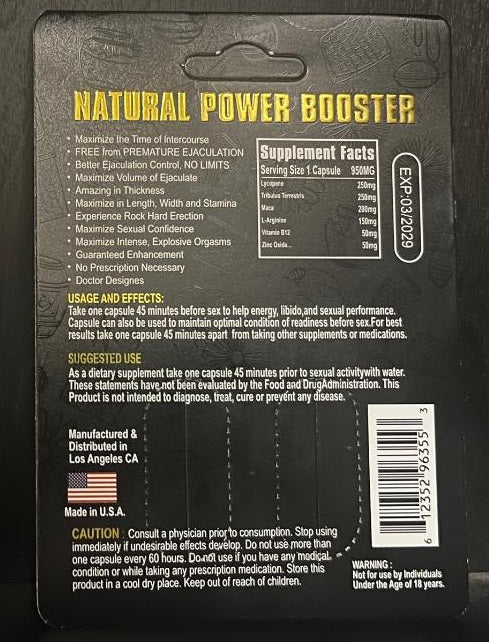 NATURAL POWER BOOSTER
• Maximize the Time of Intercourse
• FREE from PREMATURE EJACULATION
• Better Ejaculation Control, NO LIMITS
• Maximize Volume of Ejaculate
• Amazing in Thickness
• Maximize in Length, Width and Stamina
• Experience Rock Hard Erection
• Maximize Sexual Confidence
• Maximize Intense, Explosive Orgasms
• Guaranteed Enhancement
• No Prescription Necessary
• Doctor Designes
Supplement Facts
Serving Size 1 Capsule 950MG
Lycopene 250mg
Tribulus Terrestris 250mg
Maca 200mg
L-Arginine 150mg
Vitamin B12 50mg
Zinc Oxide... 50mg
EXP:03/2029
USAGE AND EFFECTS:
Take one capsule 45 minutes before sex to help energy, libido,and sexual performance.
Capsule can also be used to maintain optimal condition of readiness before sex.For best
results take one capsule 45 minutes apart from taking other supplements or medications.
SUGGESTED USE
As a dietary supplement take one capsule 45 minutes prior to sexual activitywith water.
These statements have not been evaluated by the Food and DrugAdministration. This
Product is not intended to diagnose, treat, cure or prevent any disease.
Manufactured &
Distributed in
Los Angeles CA
Made in U.S.A.
6 12352 96355 3
CAUTION : Consult a physician prior to consumption. Stop using
immediately if undesirable effects develop. Do not use more than
one capsule every 60 hours. Do not use if you have any medical
condition or while taking any prescription medication. Store this
product in a cool dry place. Keep out of reach of children.
WARNING :
Not for use by Individuals
Under the Age of 18 years.